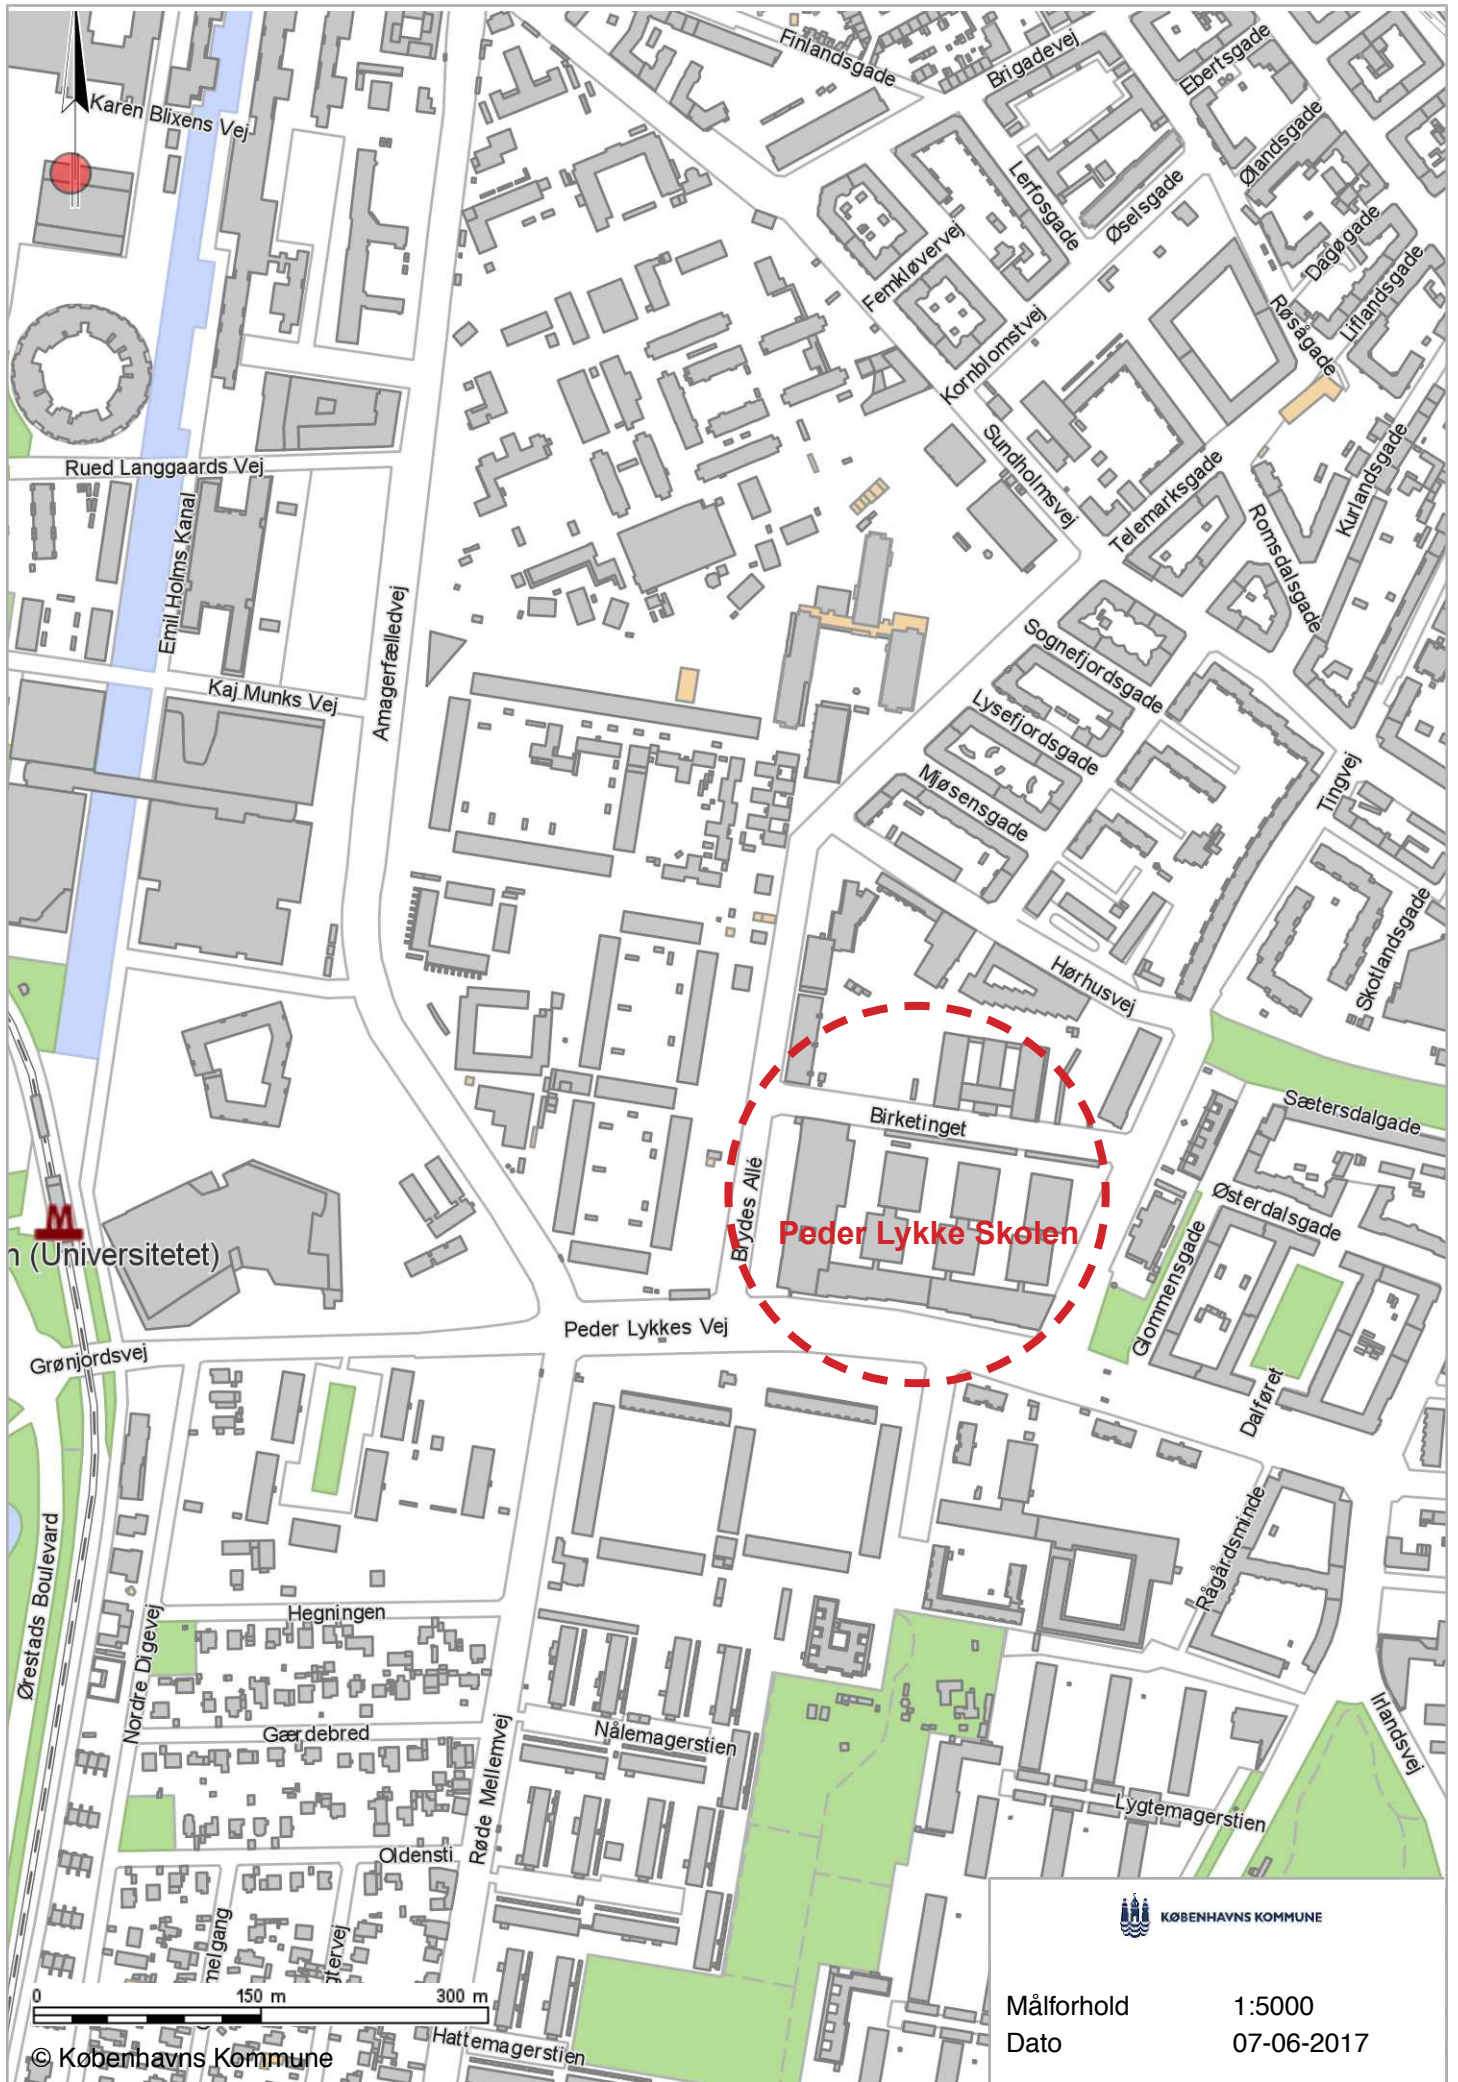 Finlandsgade
Brigadevej
Ebertsgade
Karen Blixens Vej
Ølandsgade
Lerfosgade
Øselsgade
Dagøgade
Femkløvervej
Liflandsgade
Røsågade
Kornblomstvej
Sundholmsvej
Rued Langgaards Vej
Telemarksgade
Kurlandsgade
Romsdalsgade
Emil Holms Kanal
Amagerfælledvej
Sognefjordsgade
Kaj Munks Vej
Lysefjordsgade
Mjøsensgade
Tingvej
Skotlandsgade
Hørhusvej
Birketinget
Sætersdalgade
Brydes Allé
Østerdalsgade
Peder Lykke Skolen
M
n (Universitetet)
Glommensgade
Peder Lykkes Vej
Grønjordsvej
Dalføret
Rågårdsminde
Ørestads Boulevard
Hegningen
Nordre Digevej
Gærdebred
Nålemagerstien
Irlandsvej
Røde Mellemvej
Lygtemagerstien
Oldensti
melgang
gtervej
KØBENHAVNS KOMMUNE
0 150 m 300 m
Målforhold 1:5000
Dato 07-06-2017
Hattemagerstien
© Københavns Kommune